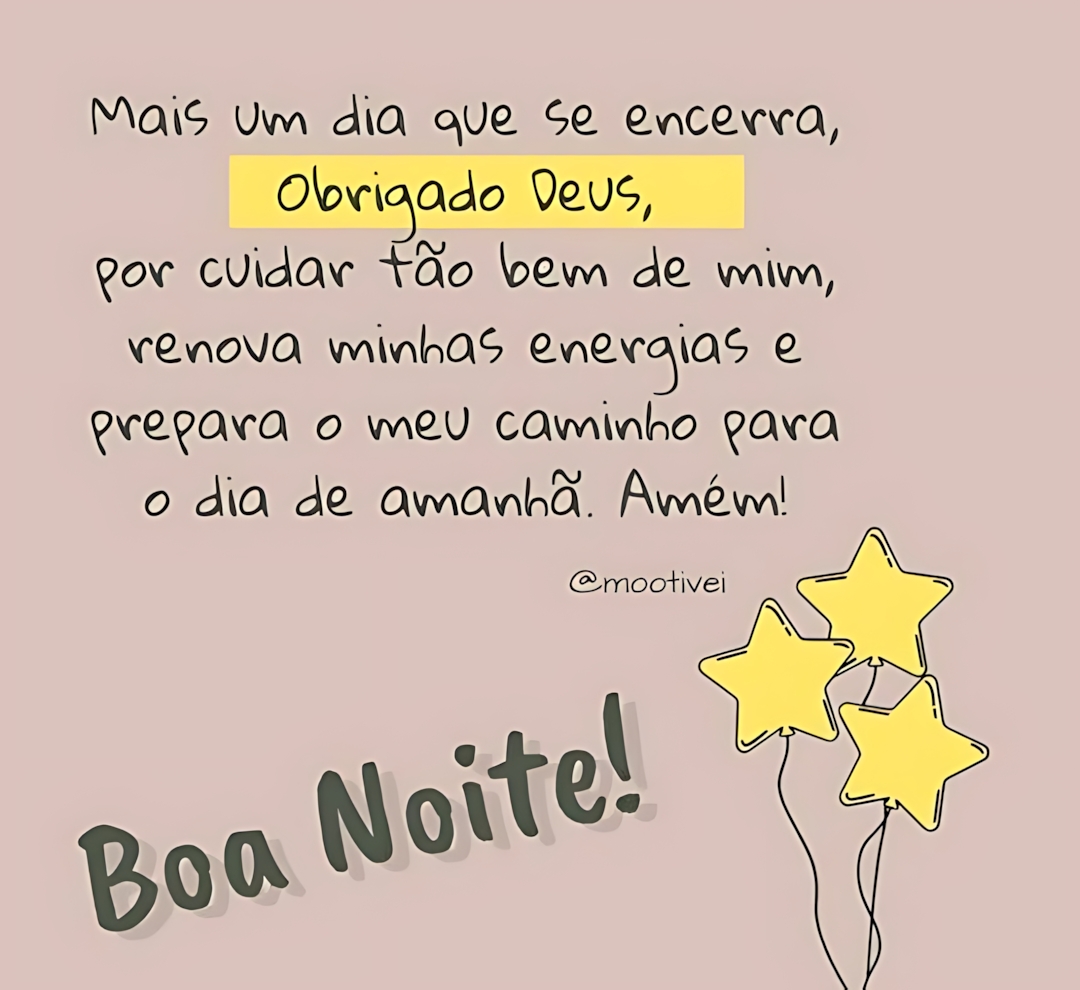 Mais um dia que se encerra,
Obrigado Deus,
por cuidar tão bem de mim,
renova minhas energias e
prepara o meu caminho para
o dia de amanhã. Amém!
@mootivei
Boa Noite!